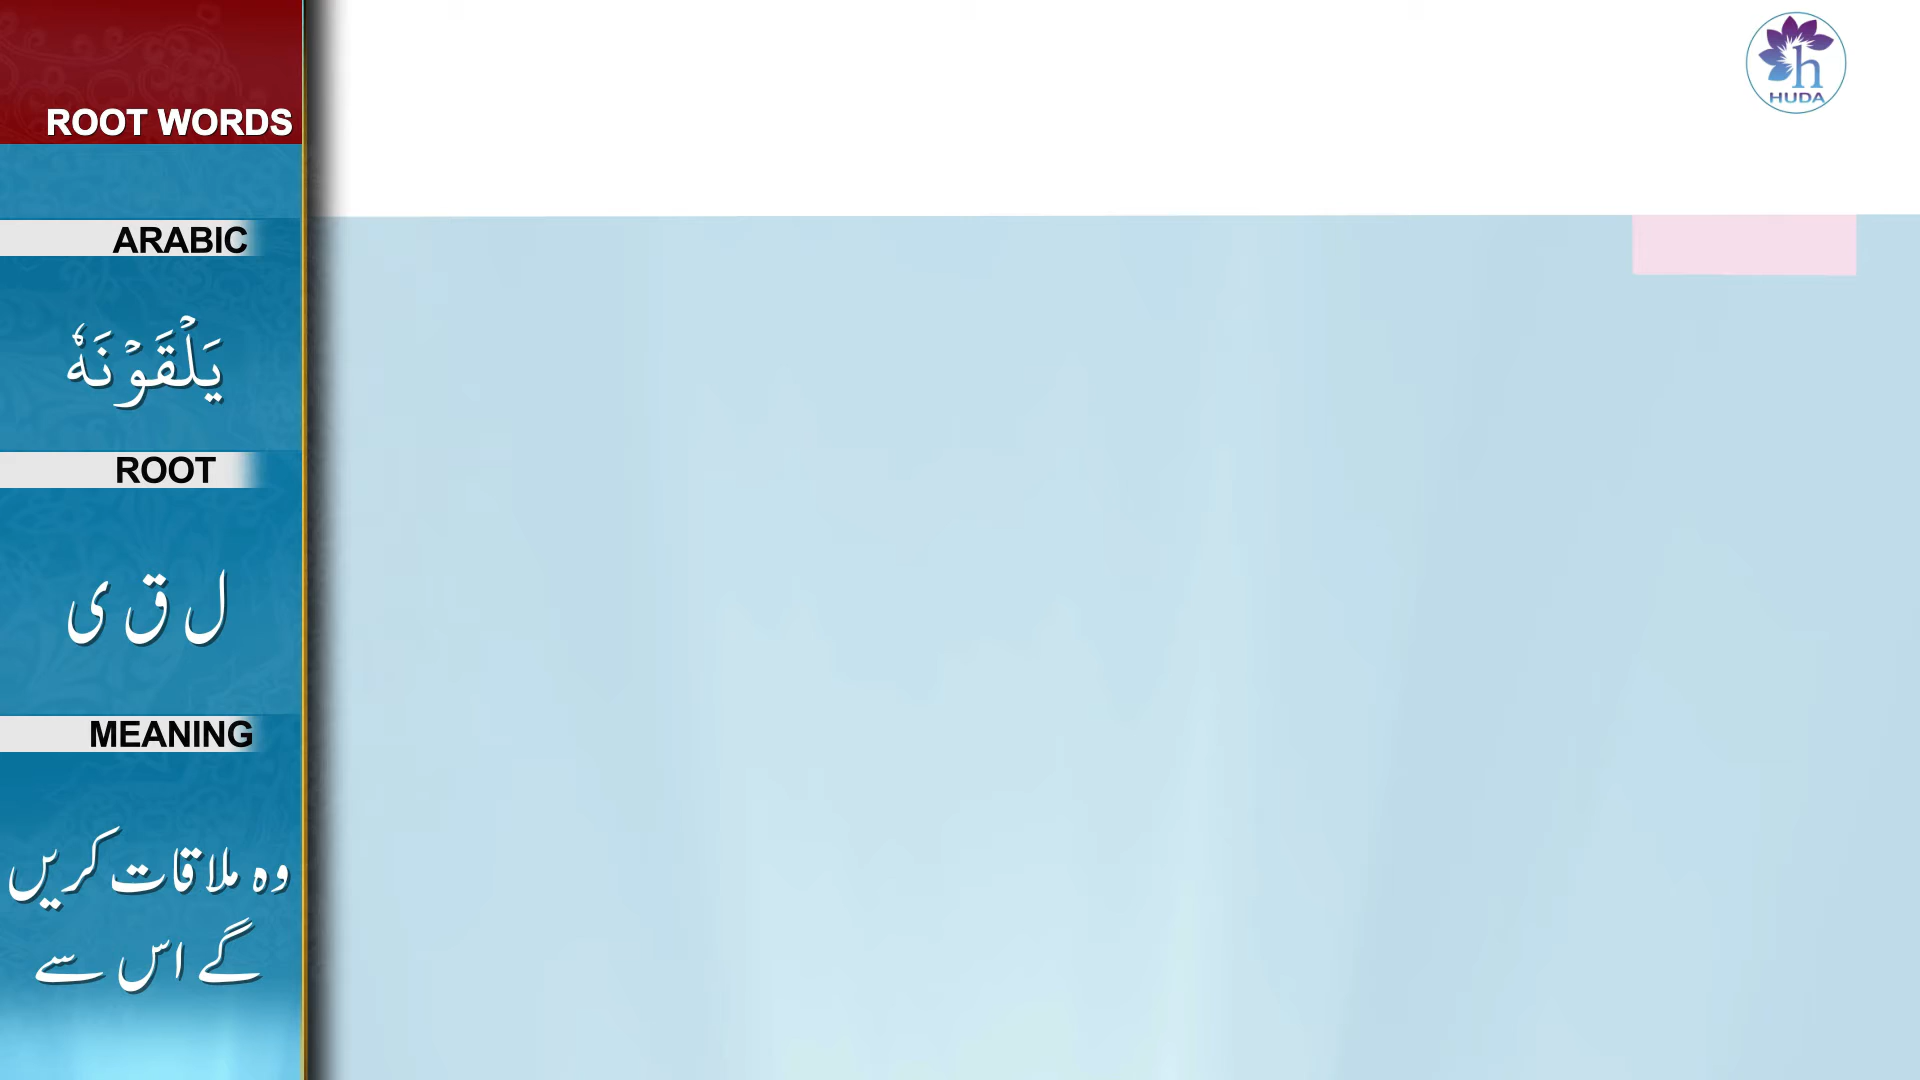 ROOT WORDS
ARABIC
يَلْقَوْنَهٗ
ROOT
ل ق ی
MEANING
وہ ملاقات کریں
گے اس سے
h
HUDA